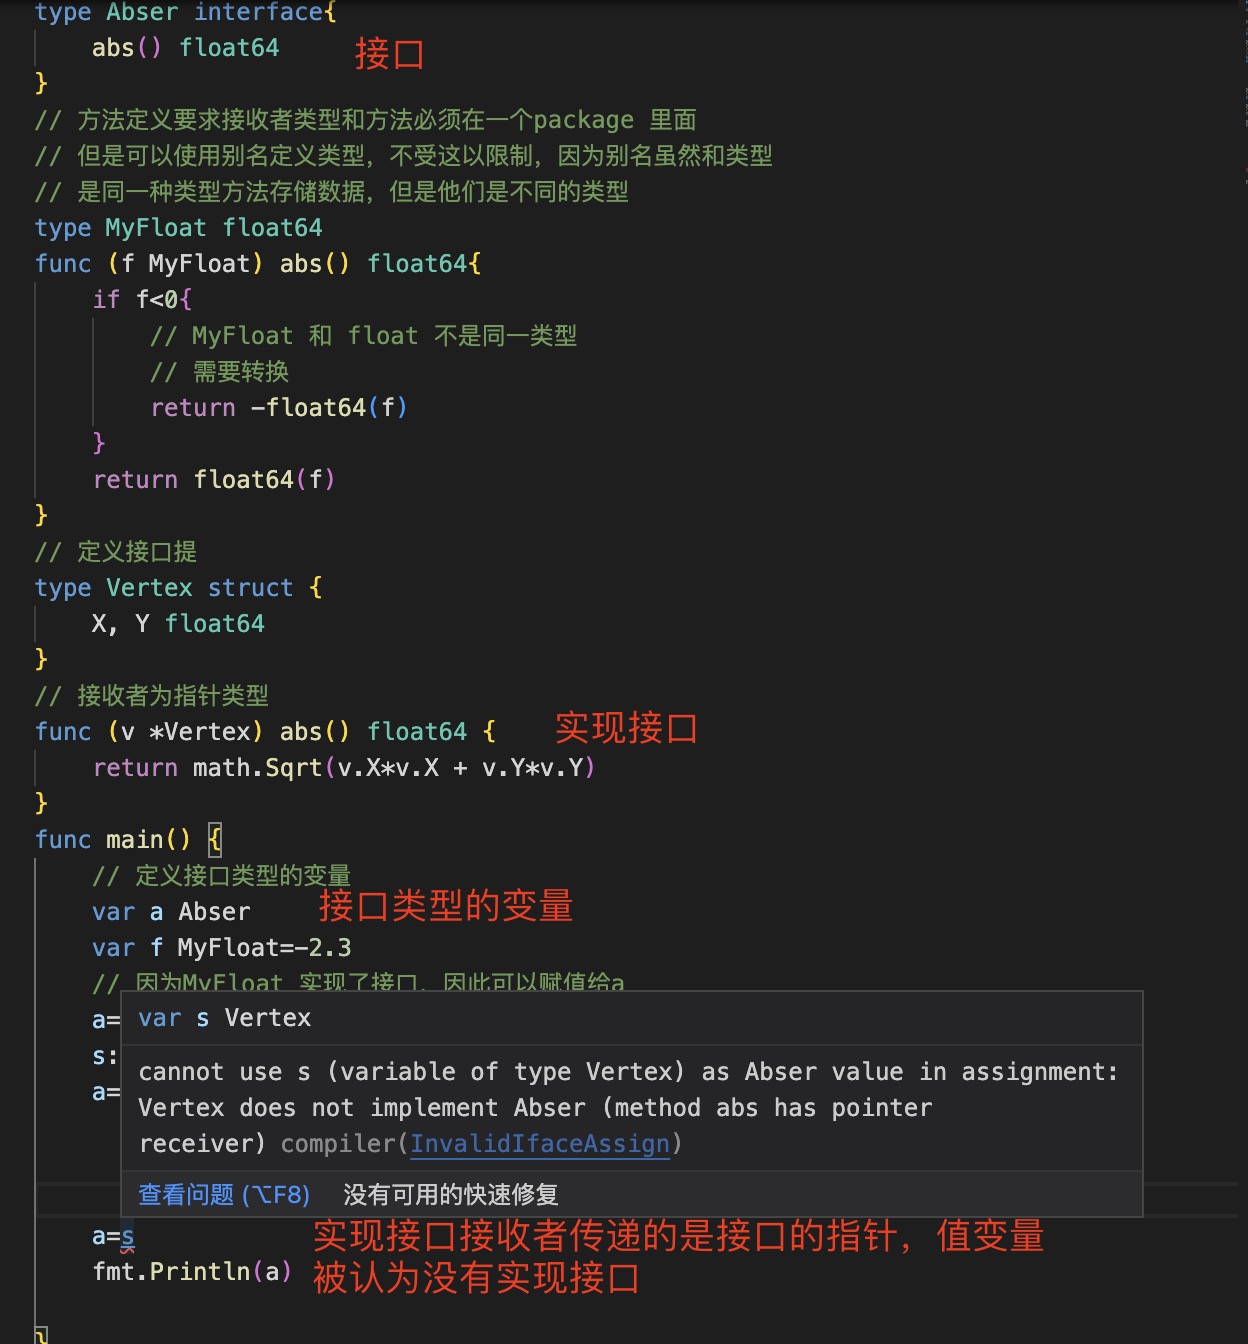 type Abser interface{
abs() float64 接口
}
// 方法定义要求接收者类型和方法必须在一个package 里面
// 但是可以使用别名定义类型，不受这以限制，因为别名虽然和类型
// 是同一种类型方法存储数据，但是他们是不同的类型
type MyFloat float64
func (f MyFloat) abs() float64{
if f<0{
// MyFloat 和 float 不是同一类型
// 需要转换
return -float64(f)
}
return float64(f)
}
// 定义接口提
type Vertex struct {
X, Y float64
}
// 接收者为指针类型
func (v *Vertex) abs() float64 { 实现接口
return math.Sqrt(v.X*v.X + v.Y*v.Y)
}
func main() {
// 定义接口类型的变量
var a Abser 接口类型的变量
var f MyFloat=-2.3
// 因为MyFloat 实现了接口，因此可以赋值给a
a=
var s Vertex
s:
a=
cannot use s (variable of type Vertex) as Abser value in assignment:
Vertex does not implement Abser (method abs has pointer
receiver) compiler(InvalidIfaceAssign)
查看问题 (⌥F8) 没有可用的快速修复
a=s
实现接口接收者传递的是接口的指针，值变量
被认为没有实现接口
fmt.Println(a)
}